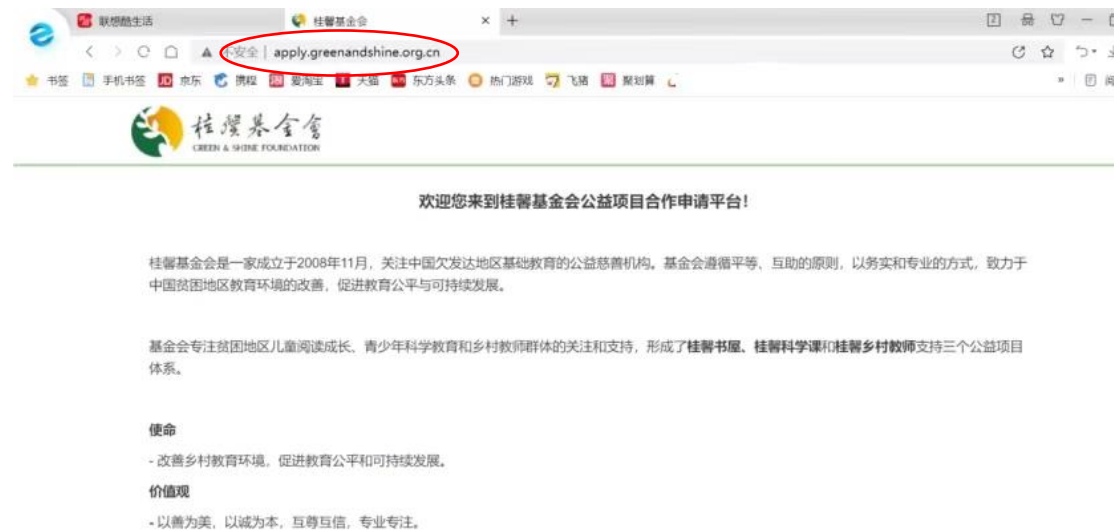 联想酷生活
桂馨基金会
2
不安全 apply.greenandshine.org.cn
书签 手机书签 JD 京东 携程 爱淘宝 天猫 东方头条 热门游戏 飞猪 聚划算
桂馨基金會
GREEN & SHINE FOUNDATION
欢迎您来到桂馨基金会公益项目合作申请平台!
桂馨基金会是一家成立于2008年11月,关注中国欠发达地区基础教育的公益慈善机构。基金会遵循平等、互助的原则,以务实和专业的方式,致力于
中国贫困地区教育环境的改善,促进教育公平与可持续发展。
基金会专注贫困地区儿童阅读成长、青少年科学教育和乡村教师群体的关注和支持,形成了桂馨书屋、桂馨科学课和桂馨乡村教师支持三个公益项目
体系。
使命
- 改善乡村教育环境,促进教育公平和可持续发展。
价值观
- 以善为美,以诚为本,互尊互信,专业专注。